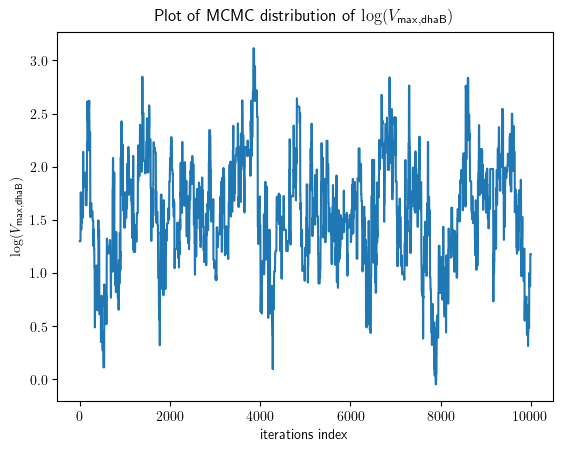 Plot of MCMC distribution of log(V_max,dhaB)
log(V_max,dhaB)
3.0
2.5
2.0
1.5
1.0
0.5
0.0
0 2000 4000 6000 8000 10000
iterations index